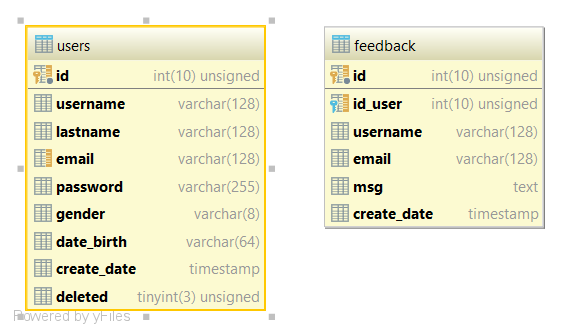 users
id int(10) unsigned
username varchar(128)
lastname varchar(128)
email varchar(128)
password varchar(255)
gender varchar(8)
date_birth varchar(64)
create_date timestamp
deleted tinyint(3) unsigned
feedback
id int(10) unsigned
id_user int(10) unsigned
username varchar(128)
email varchar(128)
msg text
create_date timestamp
Powered by yFiles